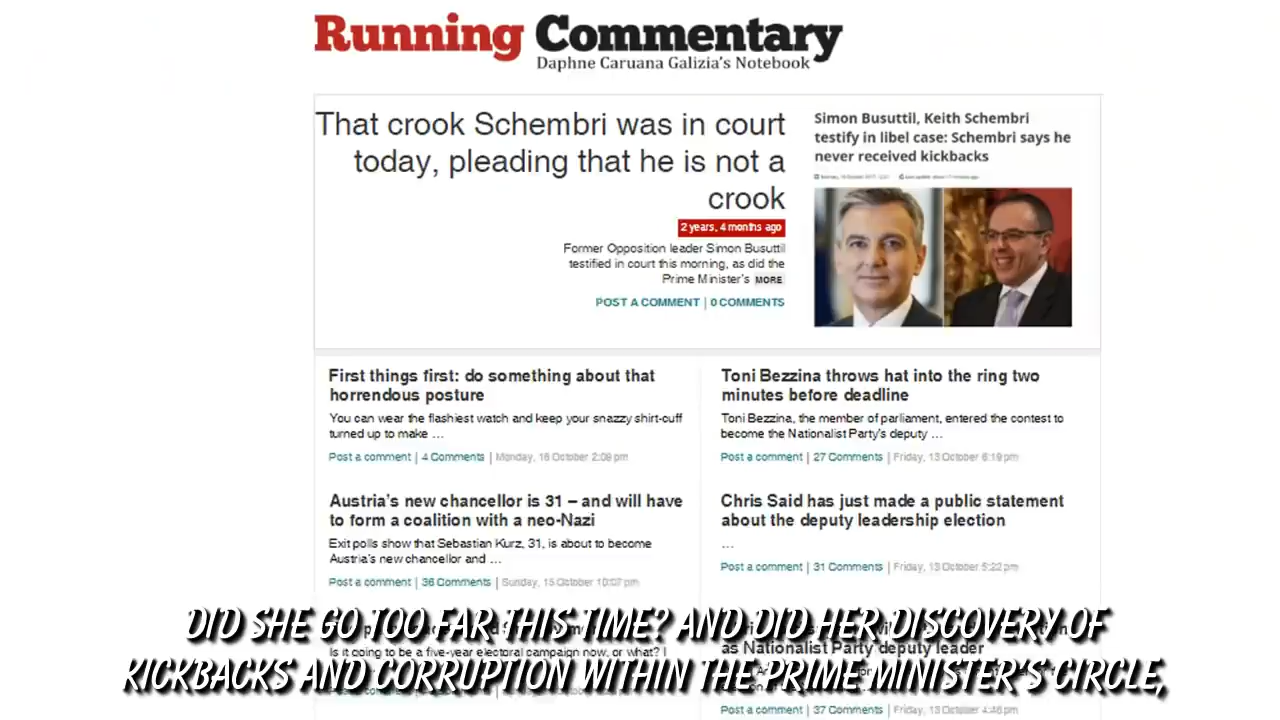 Running Commentary
Daphne Caruana Galizia's Notebook
That crook Schembri was in court
today, pleading that he is not a
crook
2 years, 4 months ago
Former Opposition leader Simon Busuttil
testified in court this morning, as did the
Prime Minister's MORE
POST A COMMENT | 0 COMMENTS
Simon Busuttil, Keith Schembri
testify in libel case: Schembri says he
never received kickbacks
First things first: do something about that
horrendous posture
You can wear the flashiest watch and keep your snazzy shirt-cuff
turned up to make ...
Post a comment | 4 Comments | Monday, 16 October 2:09 pm
Toni Bezzina throws hat into the ring two
minutes before deadline
Toni Bezzina, the member of parliament, entered the contest to
become the Nationalist Party's deputy ...
Post a comment | 27 Comments | Friday, 13 October 6:19 pm
Austria's new chancellor is 31 – and will have
to form a coalition with a neo-Nazi
Exit polls show that Sebastian Kurz, 31, is about to become
Austria's new chancellor and ...
Post a comment | 36 Comments | Sunday, 15 October 10:07 pm
Chris Said has just made a public statement
about the deputy leadership election
...
Post a comment | 31 Comments | Friday, 13 October 5:22 pm
Is it going to be a five-year electoral campaign now, or what? I
as Nationalist Party deputy leader
37 Comments | Friday, 13 October 4:46 pm
DID SHE GO TOO FAR THIS TIME? AND DID HER DISCOVERY OF
KICKBACKS AND CORRUPTION WITHIN THE PRIME MINISTER'S CIRCLE,